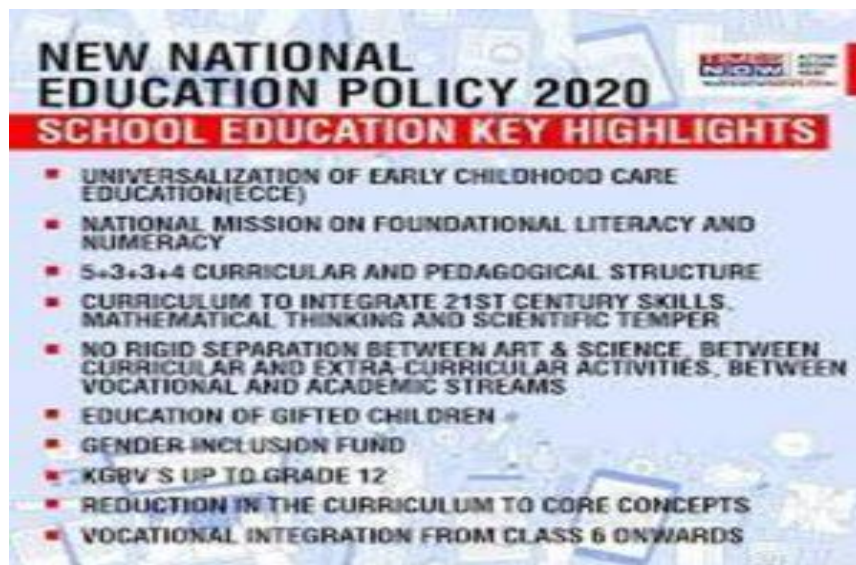 NEW NATIONAL
EDUCATION POLICY 2020
TIMES
NOW
SCHOOL EDUCATION KEY HIGHLIGHTS
UNIVERSALIZATION OF EARLY CHILDHOOD CARE
EDUCATION(ECCE)
NATIONAL MISSION ON FOUNDATIONAL LITERACY AND
NUMERACY
5+3+3+4 CURRICULAR AND PEDAGOGICAL STRUCTURE
CURRICULUM TO INTEGRATE 21ST CENTURY SKILLS,
MATHEMATICAL THINKING AND SCIENTIFIC TEMPER
NO RIGID SEPARATION BETWEEN ART & SCIENCE, BETWEEN
CURRICULAR AND EXTRA-CURRICULAR ACTIVITIES, BETWEEN
VOCATIONAL AND ACADEMIC STREAMS
EDUCATION OF GIFTED CHILDREN
GENDER INCLUSION FUND
KGBV`S UP TO GRADE 12
REDUCTION IN THE CURRICULUM TO CORE CONCEPTS
VOCATIONAL INTEGRATION FROM CLASS 6 ONWARDS